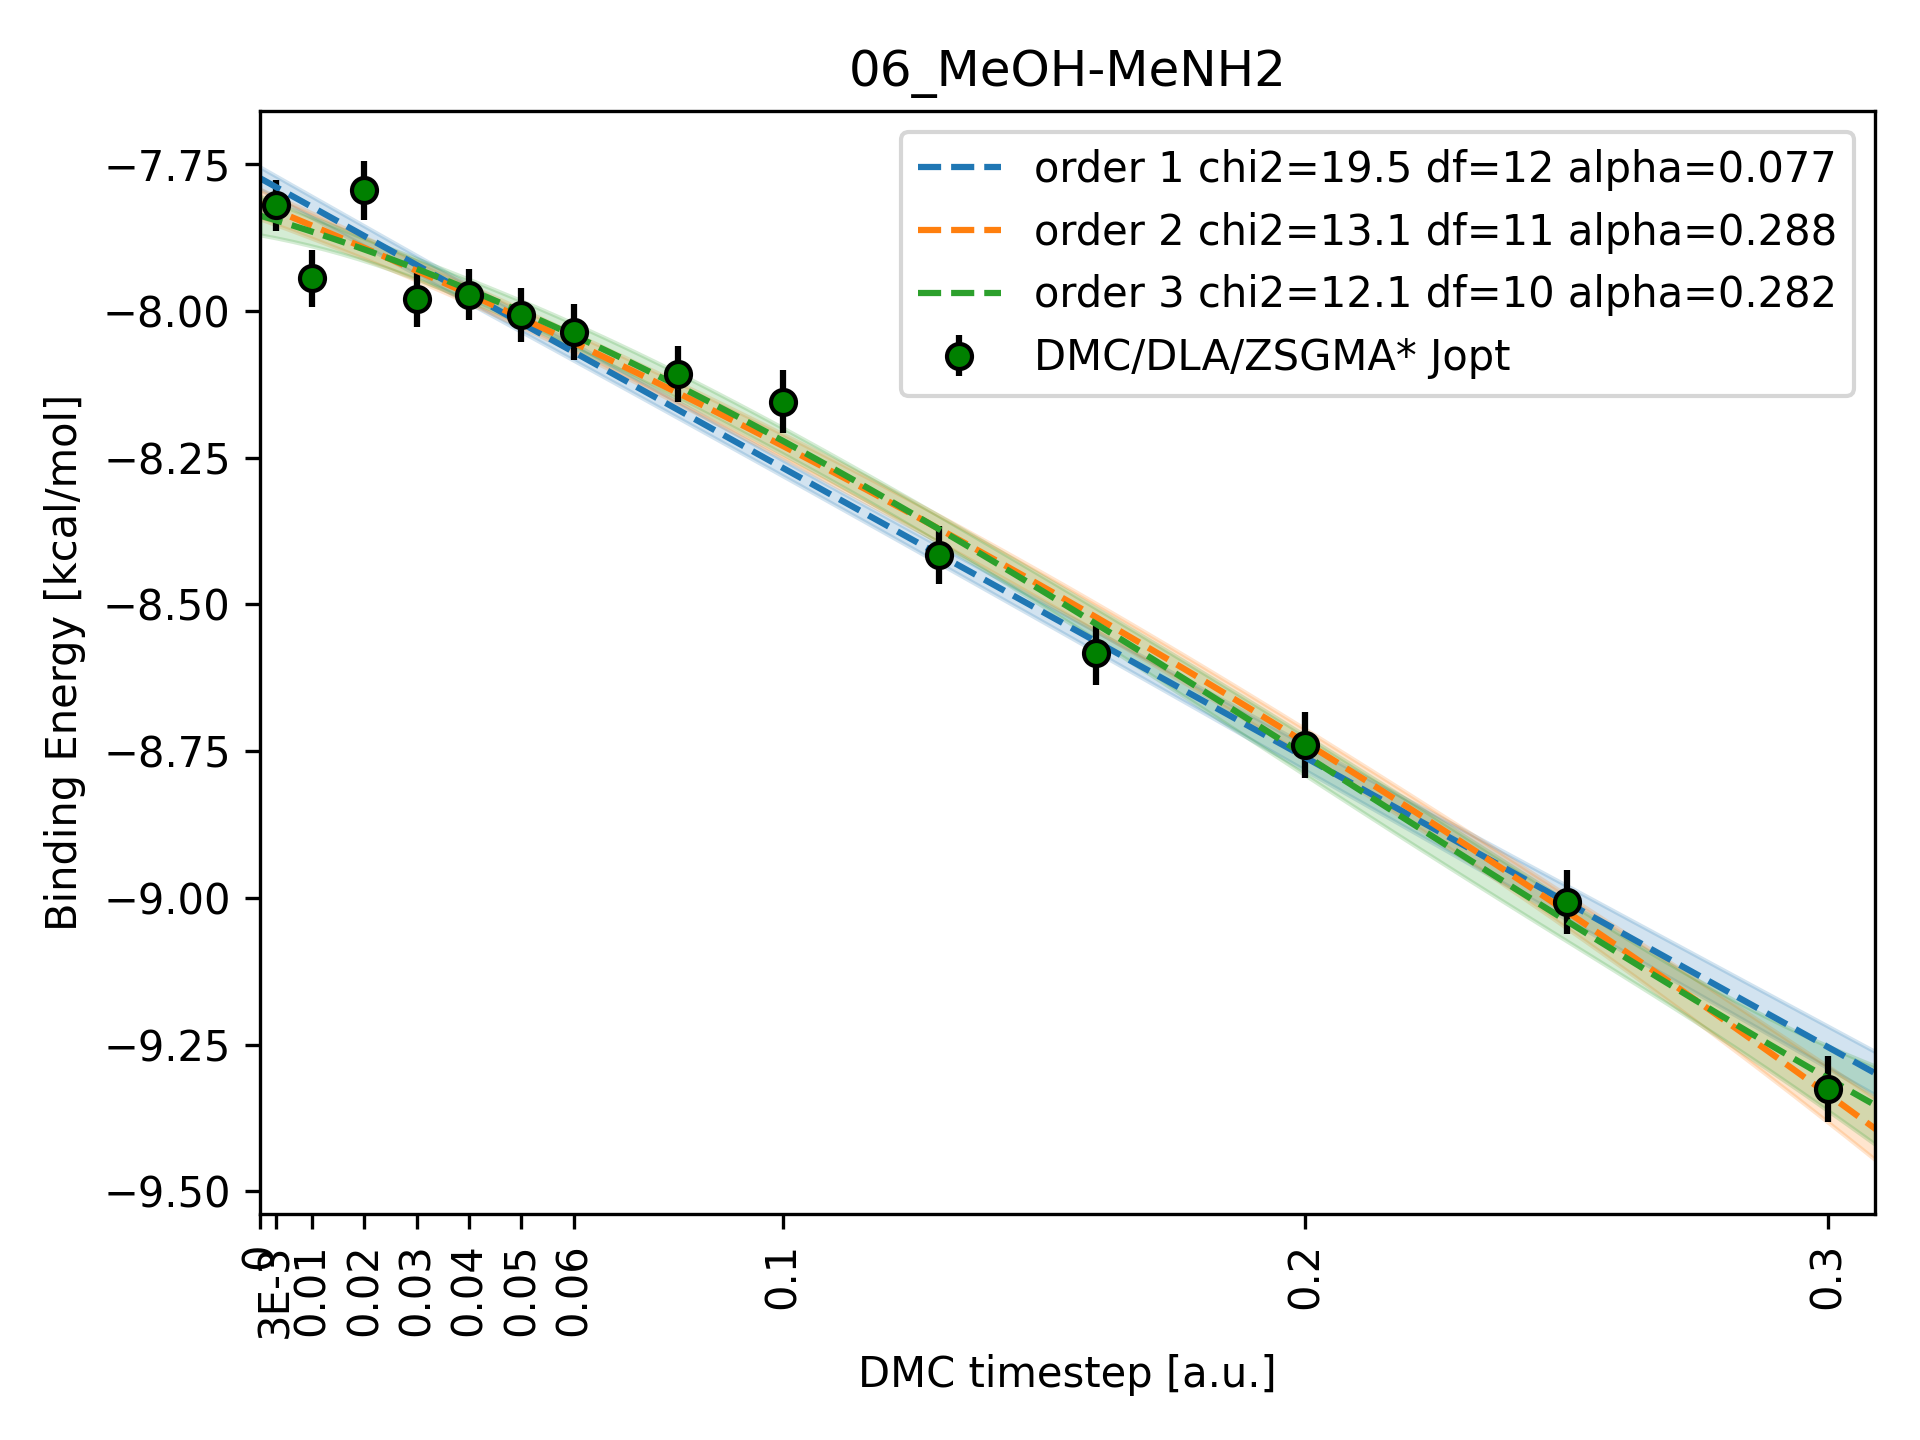 06_MeOH-MeNH2
order 1 chi2=19.5 df=12 alpha=0.077
order 2 chi2=13.1 df=11 alpha=0.288
order 3 chi2=12.1 df=10 alpha=0.282
DMC/DLA/ZSGMA* Jopt
Binding Energy [kcal/mol]
−7.75
−8.00
−8.25
−8.50
−8.75
−9.00
−9.25
−9.50
0
3E-3
0.01
0.02
0.03
0.04
0.05
0.06
0.1
0.2
0.3
DMC timestep [a.u.]